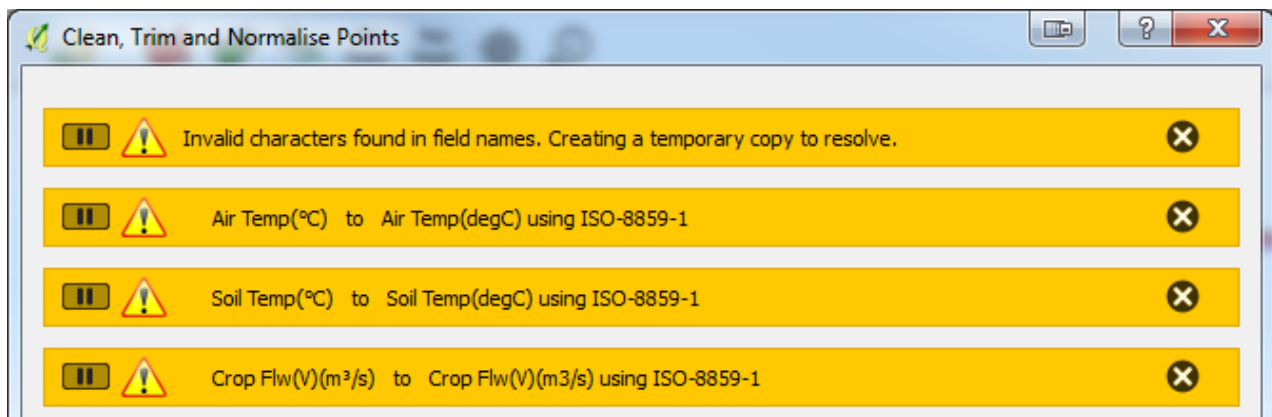 Clean, Trim and Normalise Points
Invalid characters found in field names. Creating a temporary copy to resolve.
Air Temp(°C) to Air Temp(degC) using ISO-8859-1
Soil Temp(°C) to Soil Temp(degC) using ISO-8859-1
Crop Flw(V)(m³/s) to Crop Flw(V)(m3/s) using ISO-8859-1